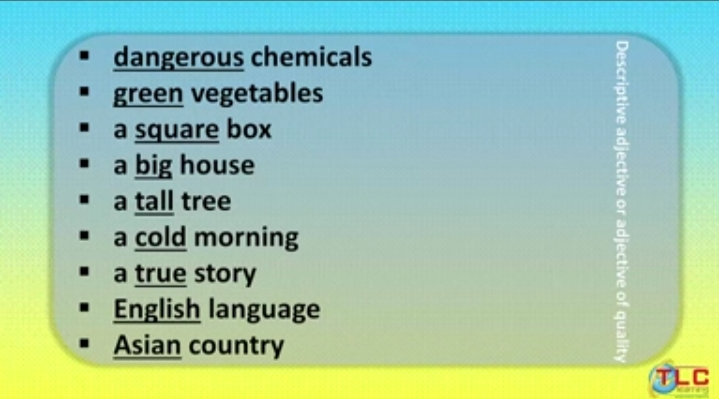 ▪ dangerous chemicals
▪ green vegetables
▪ a square box
▪ a big house
▪ a tall tree
▪ a cold morning
▪ a true story
▪ English language
▪ Asian country
Descriptive adjective or adjective of quality
TLC